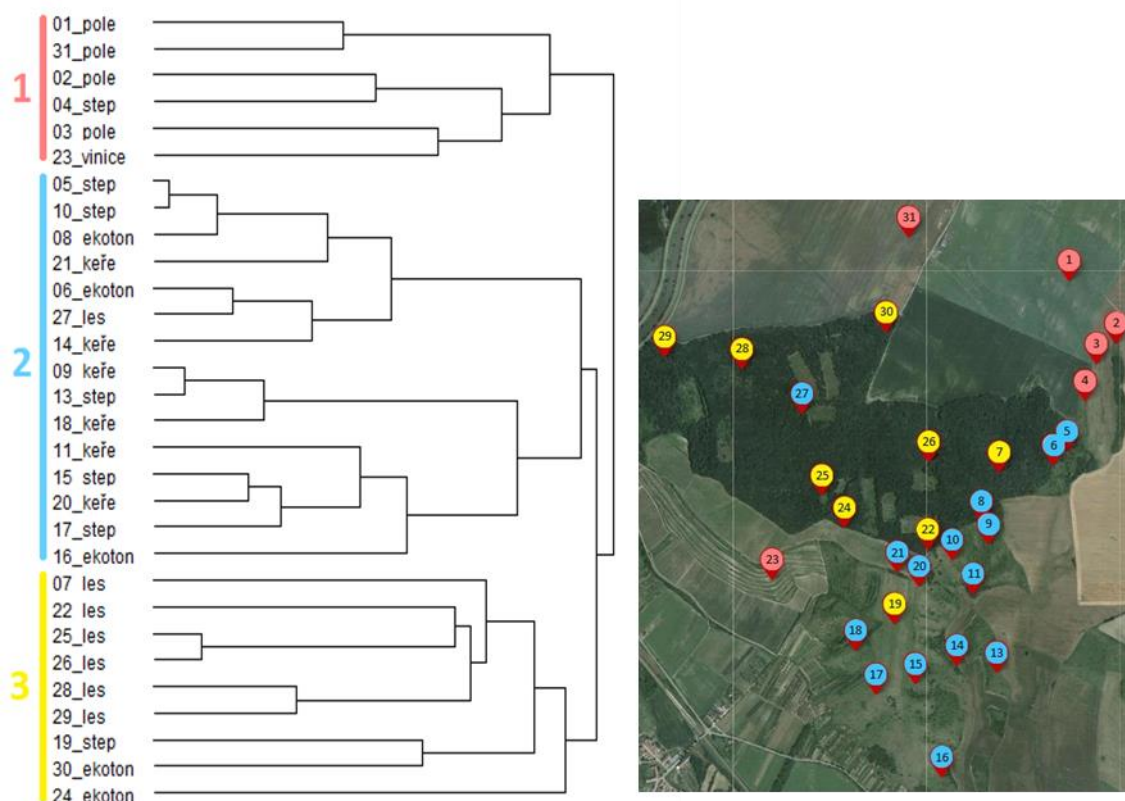 1
01_pole
31_pole
02_pole
04_step
03_pole
23_vinice
2
05_step
10_step
08_ekoton
21_keře
06_ekoton
27_les
14_keře
09_keře
13_step
18_keře
11_keře
15_step
20_keře
17_step
16_ekoton
3
07_les
22_les
25_les
26_les
28_les
29_les
19_step
30_ekoton
24_ekoton
31
1
30
2
29
28
3
4
27
5
26
6
7
25
8
24
9
22
10
21
23
20
11
19
18
14
13
15
17
16